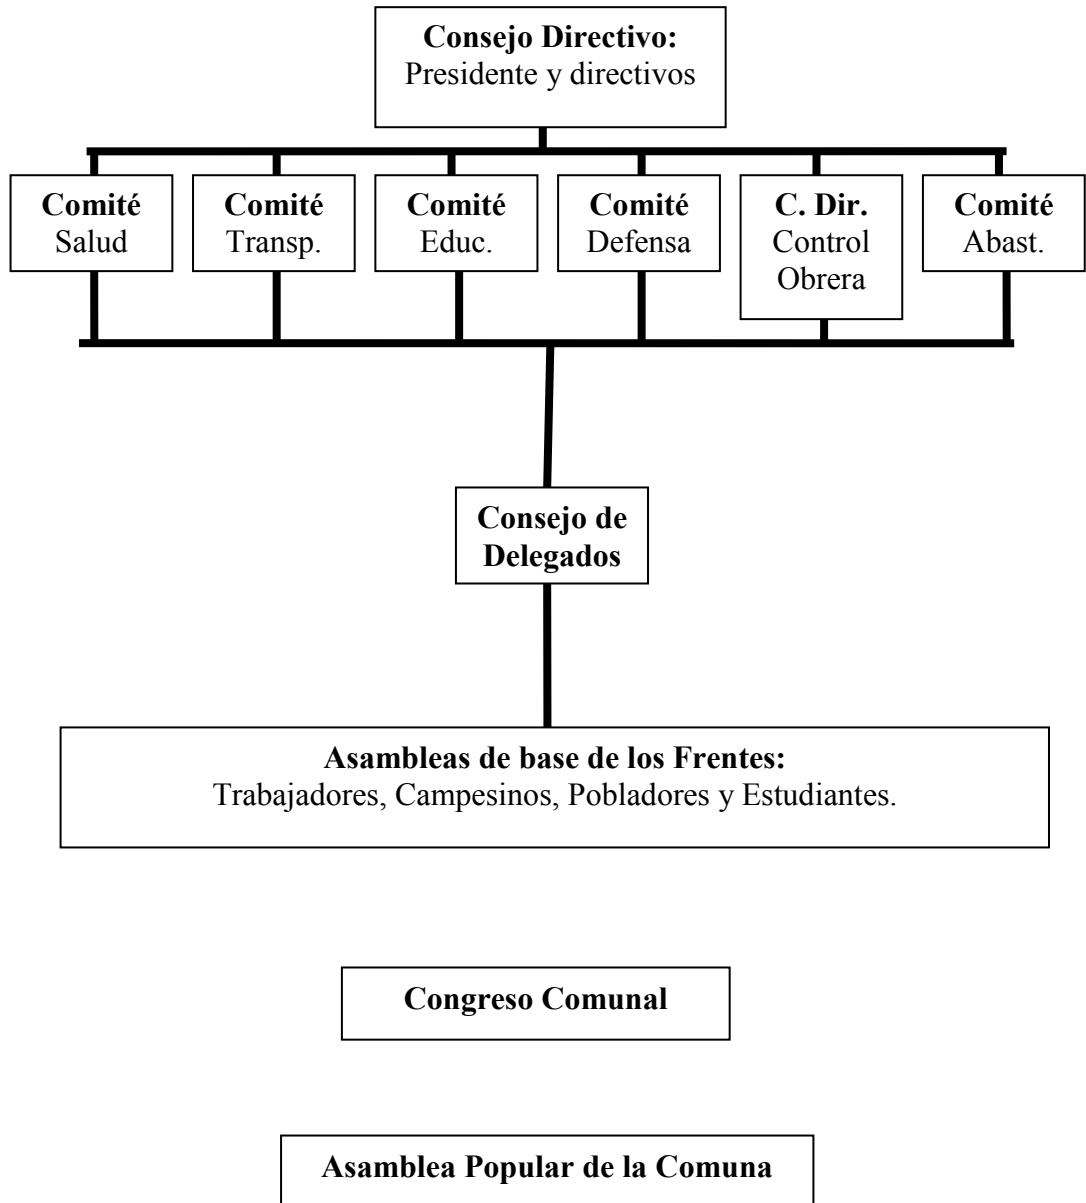 Consejo Directivo:
Presidente y directivos
Comité
Salud
Comité
Transp.
Comité
Educ.
Comité
Defensa
C. Dir.
Control
Obrera
Comité
Abast.
Consejo de
Delegados
Asambleas de base de los Frentes:
Trabajadores, Campesinos, Pobladores y Estudiantes.
Congreso Comunal
Asamblea Popular de la Comuna